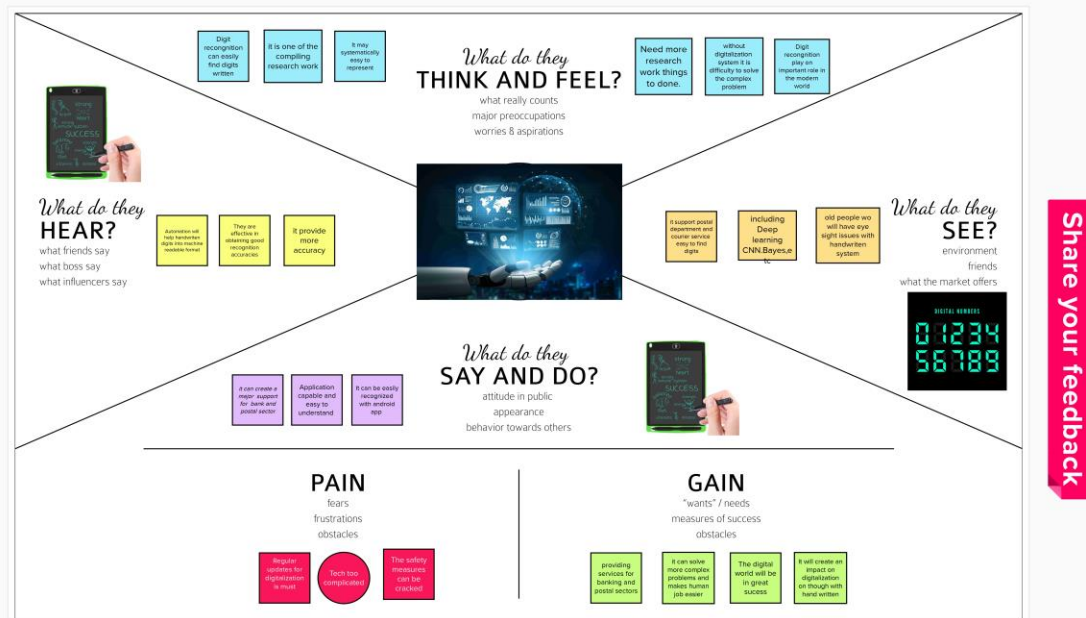 Digit
recongnition
can easily
find digits
written
It is one of the
compiling
research work
It may
systematically
easy to
represent
What do they
THINK AND FEEL?
what really counts
major preoccupations
worries & aspirations
Need more
research
work things
to done.
without
digitalization
system it is
difficulty to solve
the complex
problem
Digit
recongnition
play on
important role in
the modern
world
strong
SUCCESS
What do they
HEAR?
what friends say
what boss say
what influencers say
Automation will
help handwritten
digits into machine
readable format
They are
effective in
obtaining good
recognition
accuracies
it provide
more
accuracy
it support postal
department and
courier service
easy to find
digits
including
Deep
learning
CNN.Bayes,e
tc
old people wo
will have eye
sight issues with
handwriten
system
What do they
SEE?
environment
friends
what the market offers
DIGITAL NUMBERS
01234
56789
What do they
SAY AND DO?
attitude in public
appearance
behavior towards others
it can create a
major support
for bank and
postal sector
Application
capable and
easy to
understand
It can be easily
recognized
with android
app
strong
SUCCESS
PAIN
fears
frustrations
obstacles
Regular
updates for
digitalization
is must
Tech too
complicated
The safety
measures
can be
cracked
GAIN
"wants" / needs
measures of success
obstacles
providing
services for
banking and
postal sectors
It can solve
more complex
problems and
makes human
job easier
The digital
world will be
in great
sucess
It will create an
impact on
digitalization
on though with
hand written
Share your feedback